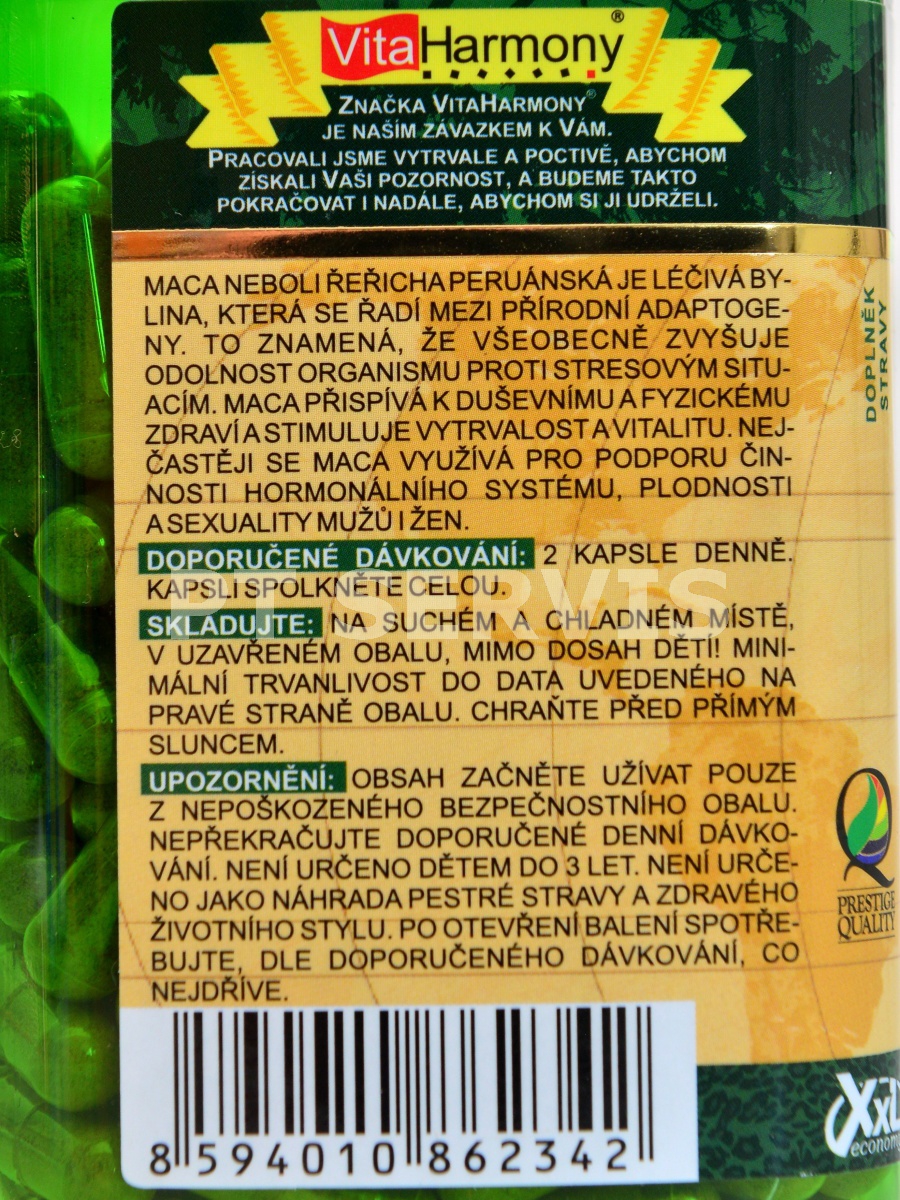 VitaHarmony®
ZNAČKA VITAHARMONY®
JE NAŠÍM ZÁVAZKEM K VÁM.
PRACOVALI JSME VYTRVALE A POCTIVĚ, ABYCHOM
ZÍSKALI VAŠI POZORNOST, A BUDEME TAKTO
POKRAČOVAT I NADÁLE, ABYCHOM SI JI UDRŽELI.
MACA NEBOLI ŘEŘICHA PERUÁNSKÁ JE LÉČIVÁ BY-
LINA, KTERÁ SE ŘADÍ MEZI PŘÍRODNÍ ADAPTOGE-
NY. TO ZNAMENÁ, ŽE VŠEOBECNĚ ZVYŠUJE
ODOLNOST ORGANISMU PROTI STRESOVÝM SITU-
ACÍM. MACA PŘISPÍVÁ K DUŠEVNÍMU A FYZICKÉMU
ZDRAVÍ A STIMULUJE VYTRVALOST A VITALITU. NEJ-
ČASTĚJI SE MACA VYUŽÍVÁ PRO PODPORU ČIN-
NOSTI HORMONÁLNÍHO SYSTÉMU, PLODNOSTI
A SEXUALITY MUŽŮ I ŽEN.
DOPORUČENÉ DÁVKOVÁNÍ: 2 KAPSLE DENNĚ.
KAPSLI SPOLKNĚTE CELOU.
PT SERVIS
SKLADUJTE: NA SUCHÉM A CHLADNÉM MÍSTĚ,
V UZAVŘENÉM OBALU, MIMO DOSAH DĚTÍ! MINI-
MÁLNÍ TRVANLIVOST DO DATA UVEDENÉHO NA
PRAVÉ STRANĚ OBALU. CHRAŇTE PŘED PŘÍMÝM
SLUNCEM.
UPOZORNĚNÍ: OBSAH ZAČNĚTE UŽÍVAT POUZE
Z NEPOŠKOZENÉHO BEZPEČNOSTNÍHO OBALU.
NEPŘEKRAČUJTE DOPORUČENÉ DENNÍ DÁVKO-
VÁNÍ. NENÍ URČENO DĚTEM DO 3 LET. NENÍ URČE-
NO JAKO NÁHRADA PESTRÉ STRAVY A ZDRAVÉHO
ŽIVOTNÍHO STYLU. PO OTEVŘENÍ BALENÍ SPOTŘE-
BUJTE, DLE DOPORUČENÉHO DÁVKOVÁNÍ, CO
NEJDŘÍVE.
8 594010 862342
DOPLNĚK
STRAVY
PRESTIGE
QUALITY
XxL